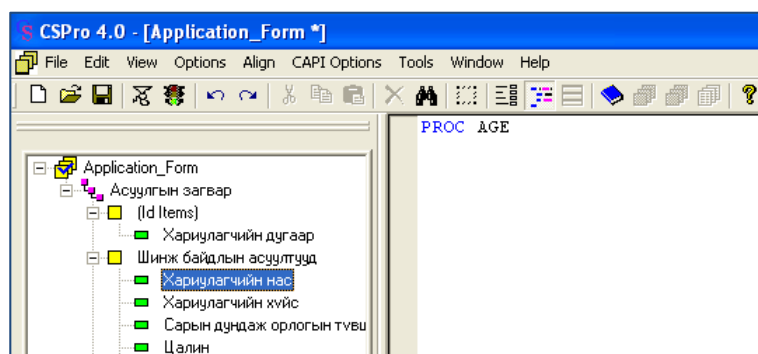 CSPro 4.0 - [Application_Form *]
File Edit View Options Align CAPI Options Tools Window Help
PROC AGE
Application_Form
Асуулгын загвар
(Id Items)
Хариулагчийн дугаар
Шинж байдлын асуултууд
Хариулагчийн нас
Хариулагчийн хүйс
Сарын дундаж орлогын түвш
Цалин